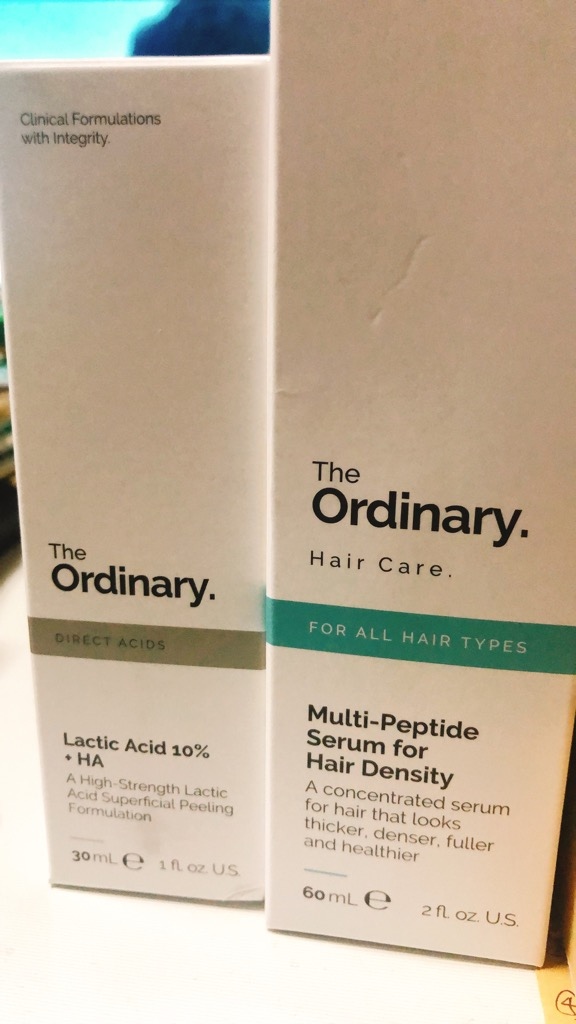 Clinical Formulations
with Integrity.
The
Ordinary.
DIRECT ACIDS
Lactic Acid 10%
+ HA
A High-Strength Lactic
Acid Superficial Peeling
Formulation
30 mL e 1 fl. oz. U.S.
The
Ordinary.
Hair Care.
FOR ALL HAIR TYPES
Multi-Peptide
Serum for
Hair Density
A concentrated serum
for hair that looks
thicker, denser, fuller
and healthier
60 mL e 2 fl. oz. U.S.
4